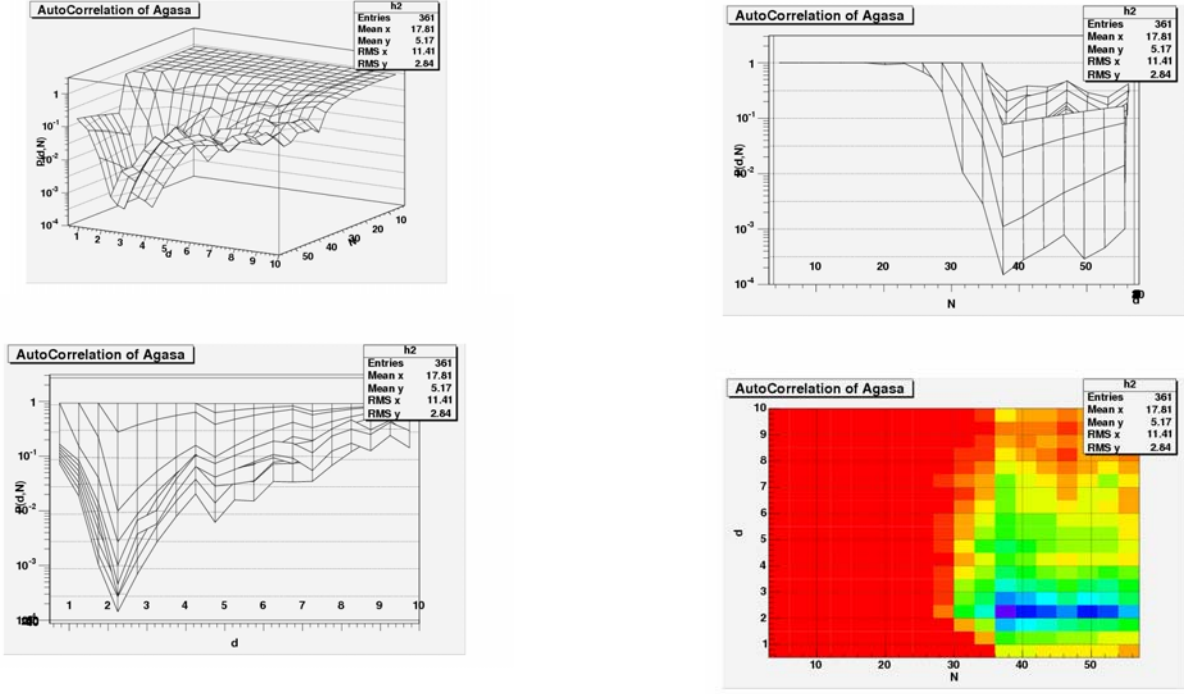 AutoCorrelation of Agasa
h2
Entries 361
Mean x 17.81
Mean y 5.17
RMS x 11.41
RMS y 2.84
1
10^-1
10^-2
10^-3
10^-4
P(d,N)
1 2 3 4 5 6 7 8 9 10
d
50 40 30 20 10
N
AutoCorrelation of Agasa
h2
Entries 361
Mean x 17.81
Mean y 5.17
RMS x 11.41
RMS y 2.84
1
10^-1
10^-2
10^-3
10^-4
P(d,N)
10 20 30 40 50
N
d
AutoCorrelation of Agasa
h2
Entries 361
Mean x 17.81
Mean y 5.17
RMS x 11.41
RMS y 2.84
1
10^-1
10^-2
10^-3
P(d,N)
1 2 3 4 5 6 7 8 9 10
d
AutoCorrelation of Agasa
h2
Entries 361
Mean x 17.81
Mean y 5.17
RMS x 11.41
RMS y 2.84
10
9
8
7
6
5
4
3
2
1
d
10 20 30 40 50
N